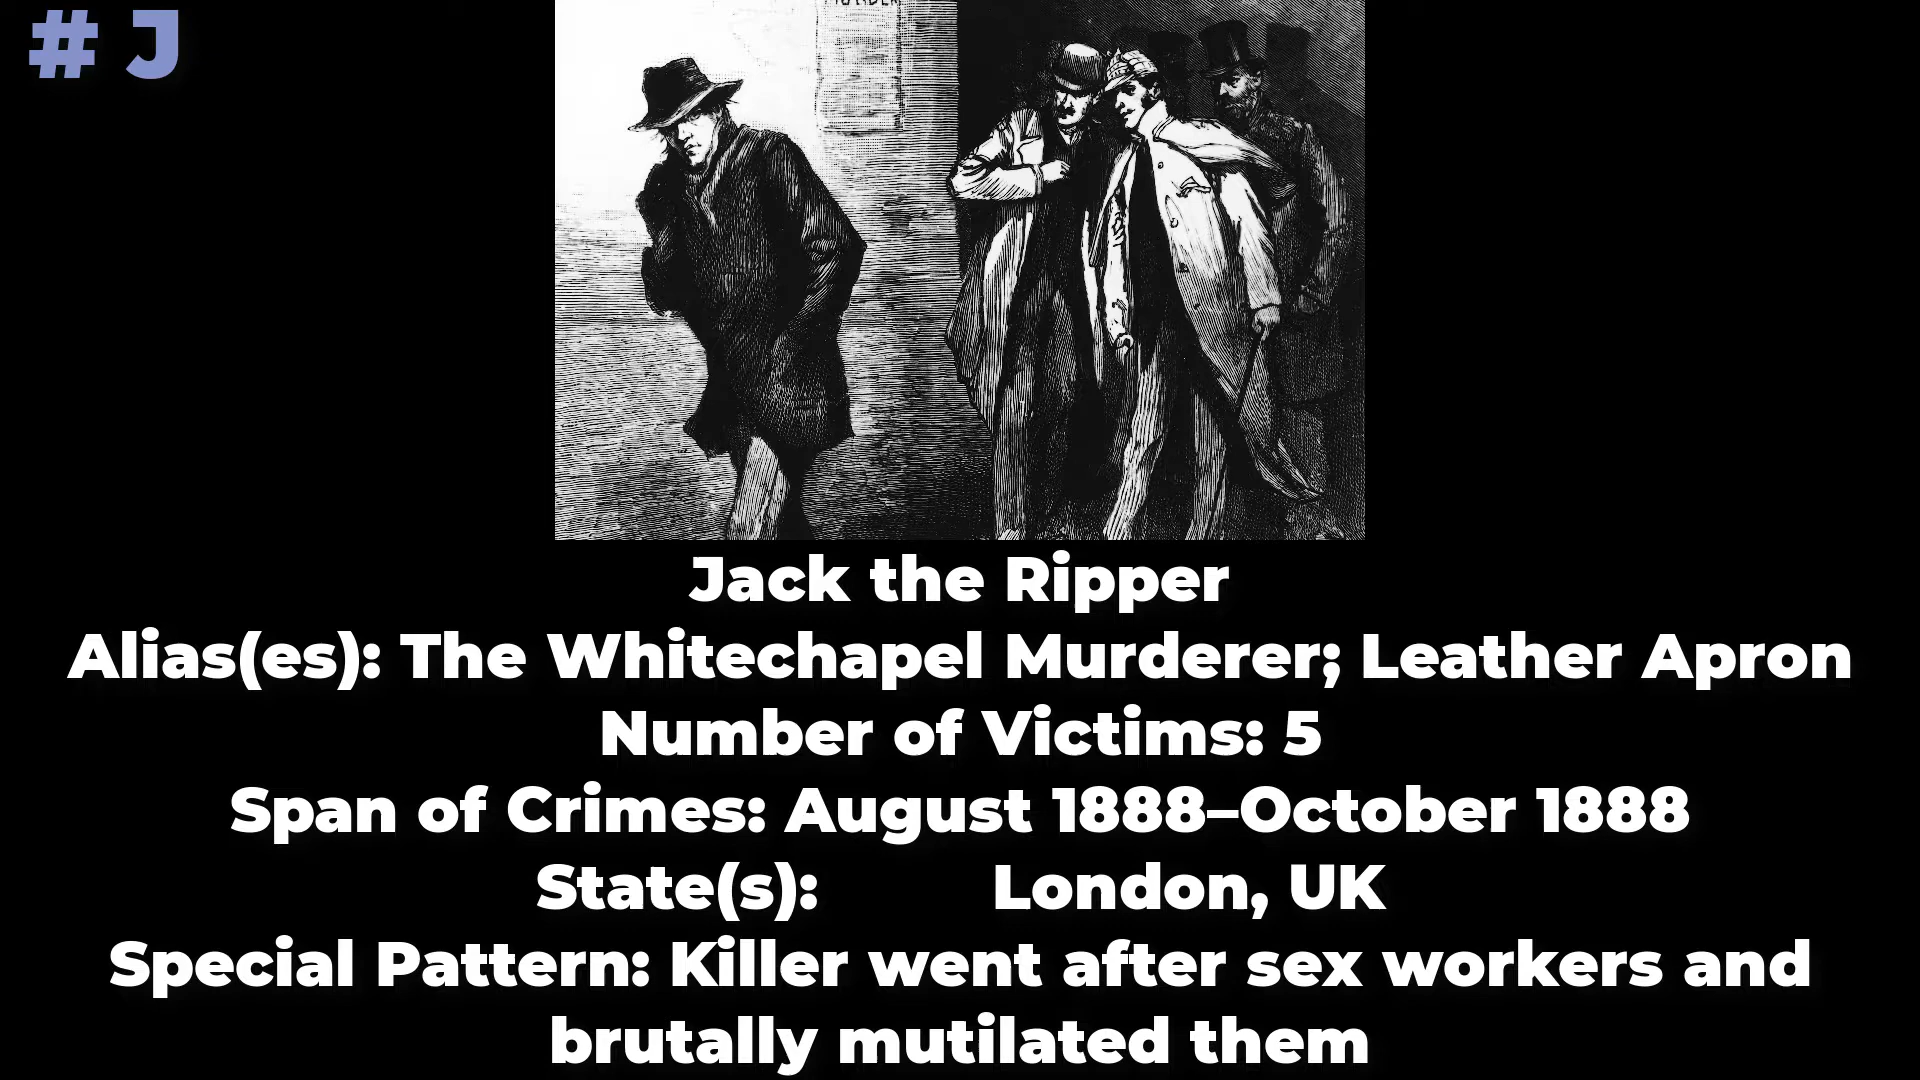 # J
Jack the Ripper
Alias(es): The Whitechapel Murderer; Leather Apron
Number of Victims: 5
Span of Crimes: August 1888–October 1888
State(s): London, UK
Special Pattern: Killer went after sex workers and
brutally mutilated them